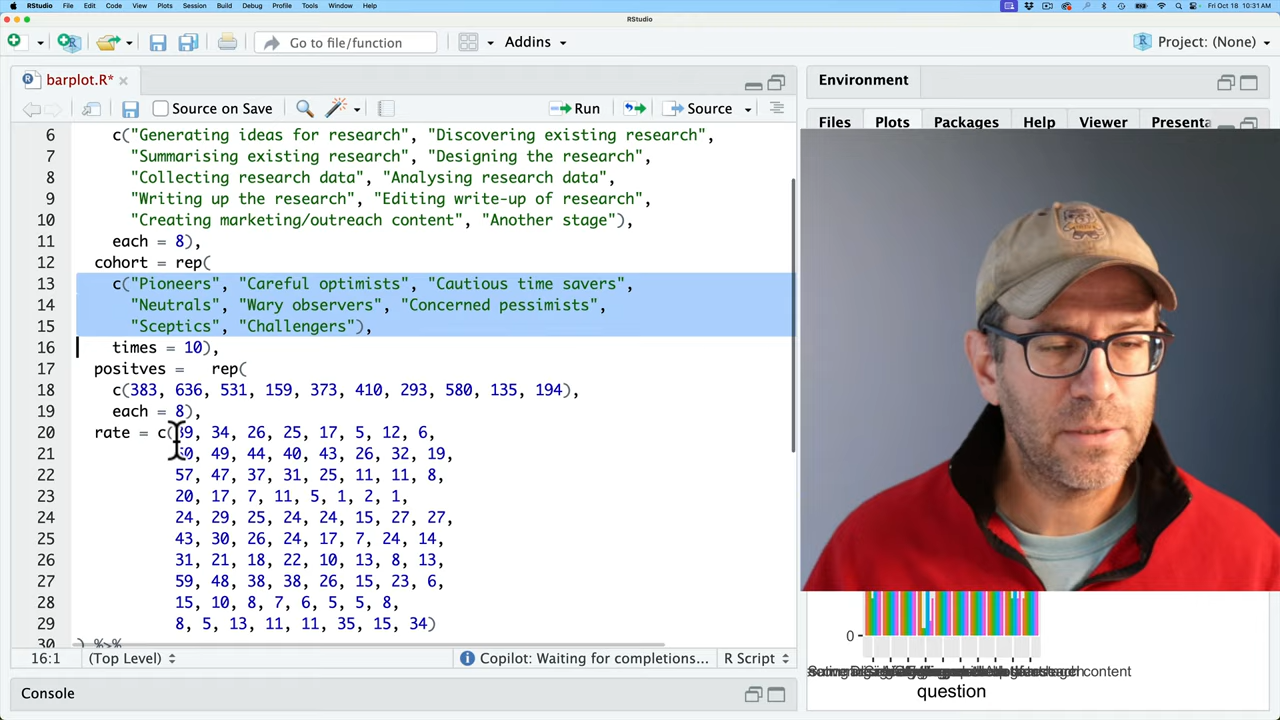 RStudio File Edit Code View Plots Session Build Debug Profile Tools Window Help Fri Oct 18 10:31 AM
RStudio
Go to file/function Addins Project: (None)
barplot.R*
Source on Save Run Source
6 c("Generating ideas for research", "Discovering existing research",
7 "Summarising existing research", "Designing the research",
8 "Collecting research data", "Analysing research data",
9 "Writing up the research", "Editing write-up of research",
10 "Creating marketing/outreach content", "Another stage"),
11 each = 8),
12 cohort = rep(
13 c("Pioneers", "Careful optimists", "Cautious time savers",
14 "Neutrals", "Wary observers", "Concerned pessimists",
15 "Sceptics", "Challengers"),
16 times = 10),
17 positves = rep(
18 c(383, 636, 531, 159, 373, 410, 293, 580, 135, 194),
19 each = 8),
20 rate = c( 34, 26, 25, 17, 5, 12, 6,
21 49, 44, 40, 43, 26, 32, 19,
22 57, 47, 37, 31, 25, 11, 11, 8,
23 20, 17, 7, 11, 5, 1, 2, 1,
24 24, 29, 25, 24, 24, 15, 27, 27,
25 43, 30, 26, 24, 17, 7, 24, 14,
26 31, 21, 18, 22, 10, 13, 8, 13,
27 59, 48, 38, 38, 26, 15, 23, 6,
28 15, 10, 8, 7, 6, 5, 5, 8,
29 8, 5, 13, 11, 11, 35, 15, 34)
30 ) %>%
16:1 (Top Level) Copilot: Waiting for completions... R Script
Console
Environment
Files Plots Packages Help Viewer Presenta
0
question